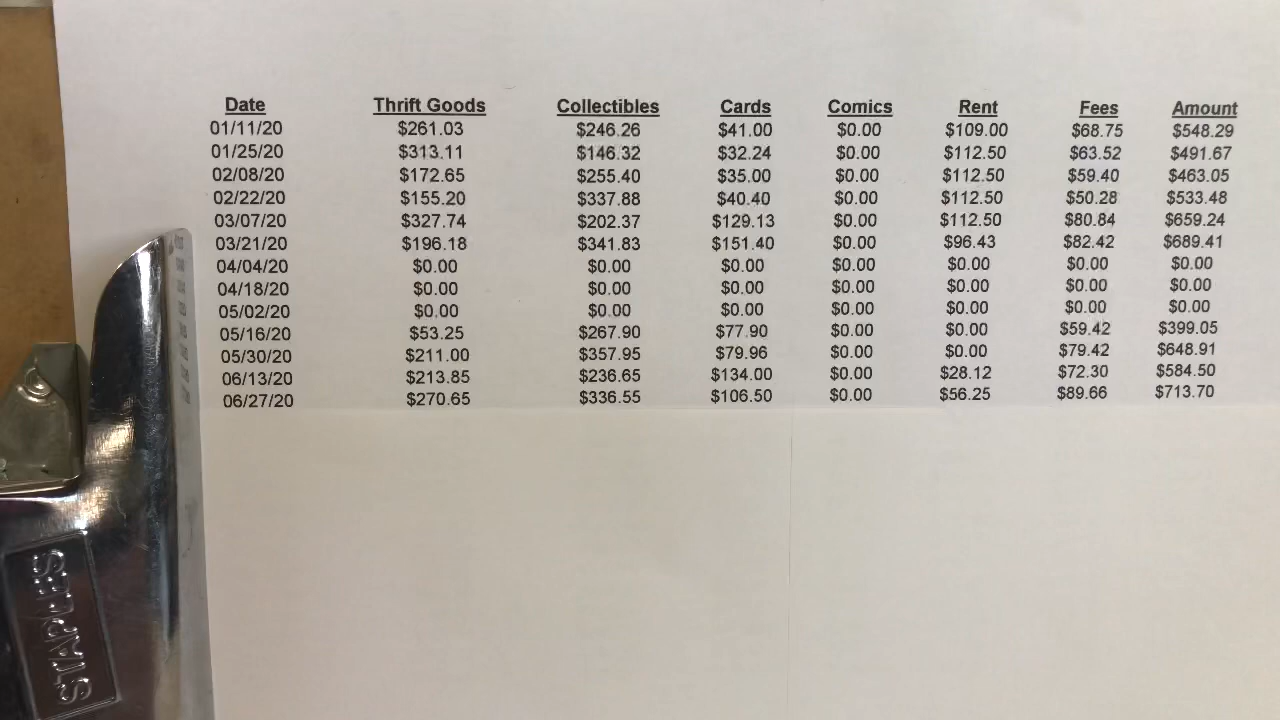 Date Thrift Goods Collectibles Cards Comics Rent Fees Amount
01/11/20 $261.03 $246.26 $41.00 $0.00 $109.00 $68.75 $548.29
01/25/20 $313.11 $146.32 $32.24 $0.00 $112.50 $63.52 $491.67
02/08/20 $172.65 $255.40 $35.00 $0.00 $112.50 $59.40 $463.05
02/22/20 $155.20 $337.88 $40.40 $0.00 $112.50 $50.28 $533.48
03/07/20 $327.74 $202.37 $129.13 $0.00 $112.50 $80.84 $659.24
03/21/20 $196.18 $341.83 $151.40 $0.00 $96.43 $82.42 $689.41
04/04/20 $0.00 $0.00 $0.00 $0.00 $0.00 $0.00 $0.00
04/18/20 $0.00 $0.00 $0.00 $0.00 $0.00 $0.00 $0.00
05/02/20 $0.00 $0.00 $0.00 $0.00 $0.00 $0.00 $0.00
05/16/20 $53.25 $267.90 $77.90 $0.00 $0.00 $59.42 $399.05
05/30/20 $211.00 $357.95 $79.96 $0.00 $0.00 $79.42 $648.91
06/13/20 $213.85 $236.65 $134.00 $0.00 $28.12 $72.30 $584.50
06/27/20 $270.65 $336.55 $106.50 $0.00 $56.25 $89.66 $713.70
STAPLES